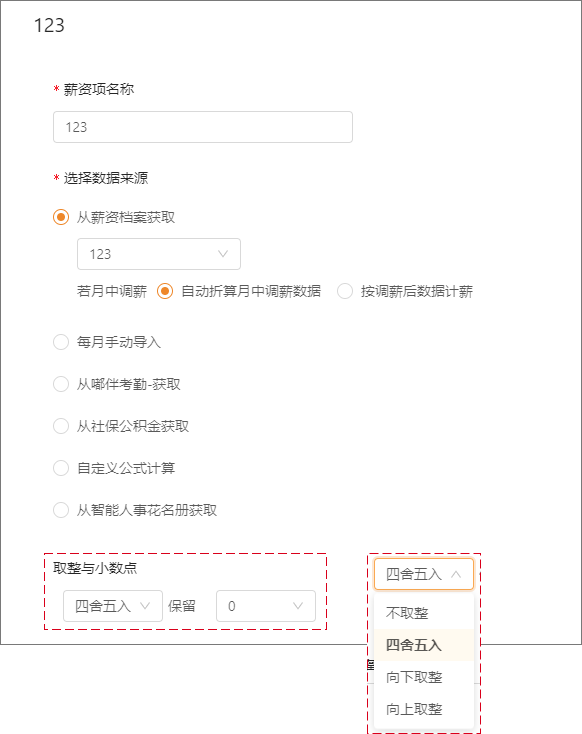 123
* 薪资项名称
123
* 选择数据来源
从薪资档案获取
123
若月中调薪 自动折算月中调薪数据 按调薪后数据计薪
每月手动导入
从嘟伴考勤-获取
从社保公积金获取
自定义公式计算
从智能人事花名册获取
取整与小数点
四舍五入 保留 0
四舍五入
不取整
四舍五入
向下取整
向上取整